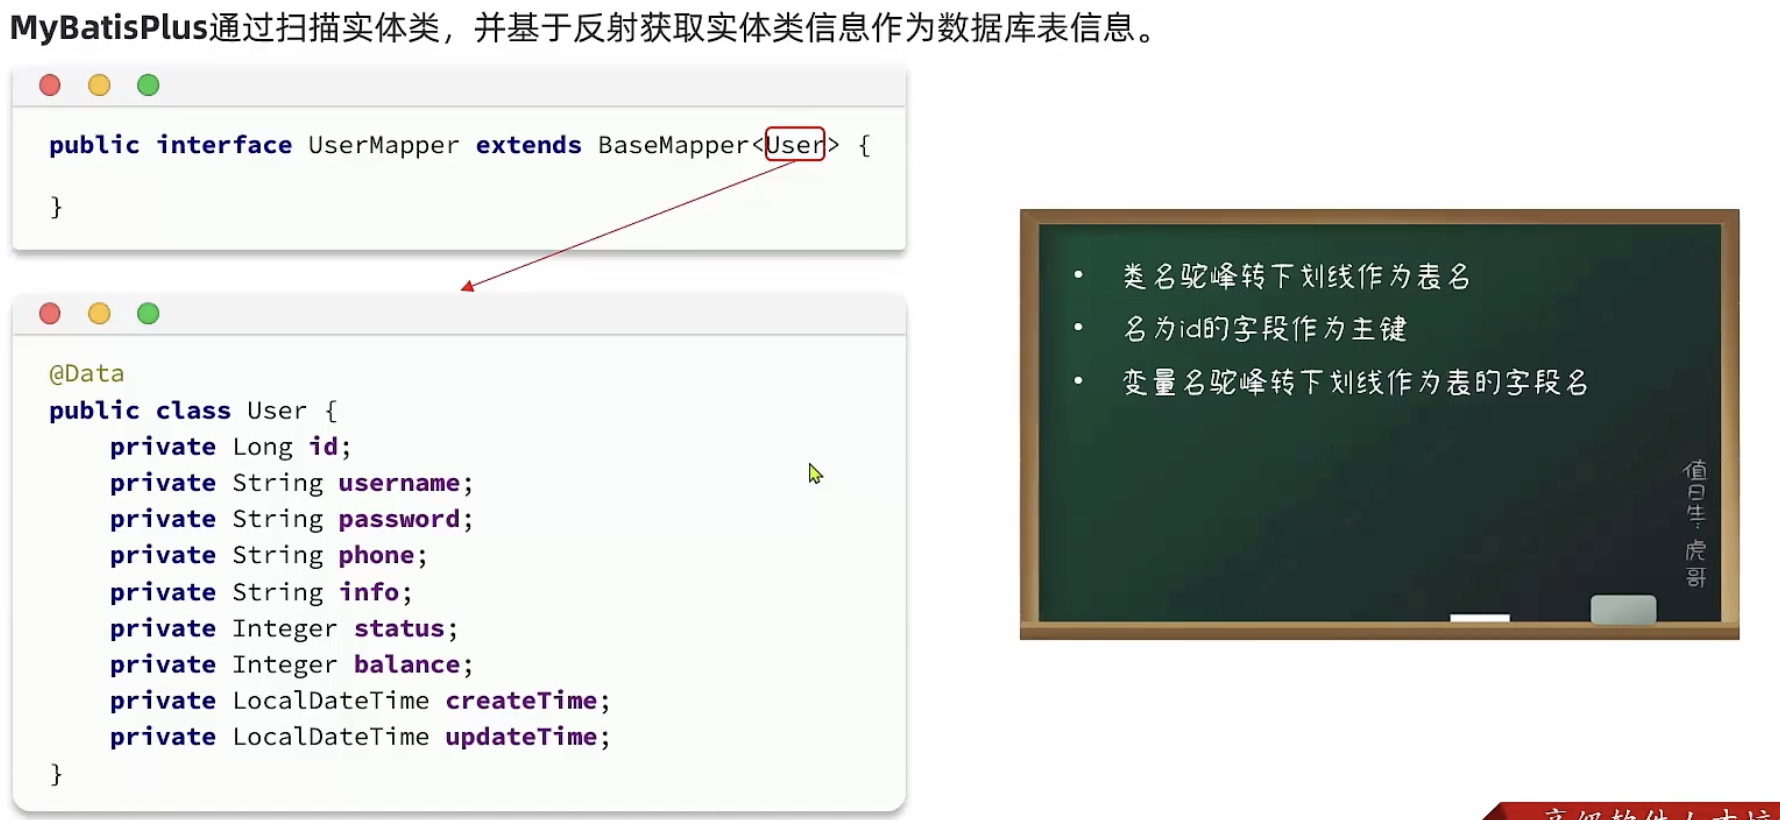 MyBatisPlus通过扫描实体类，并基于反射获取实体类信息作为数据库表信息。
public interface UserMapper extends BaseMapper<User> {
}
@Data
public class User {
private Long id;
private String username;
private String password;
private String phone;
private String info;
private Integer status;
private Integer balance;
private LocalDateTime createTime;
private LocalDateTime updateTime;
}
• 类名驼峰转下划线作为表名
• 名为id的字段作为主键
• 变量名驼峰转下划线作为表的字段名
值日生：虎哥